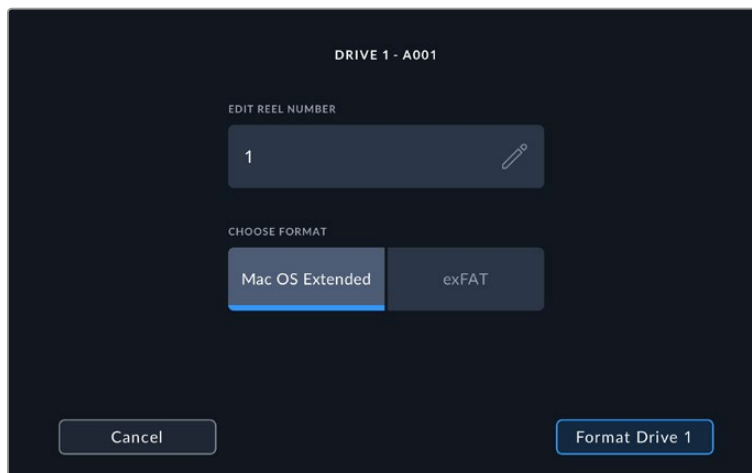 DRIVE 1 - A001
EDIT REEL NUMBER
1
CHOOSE FORMAT
Mac OS Extended exFAT
Cancel Format Drive 1